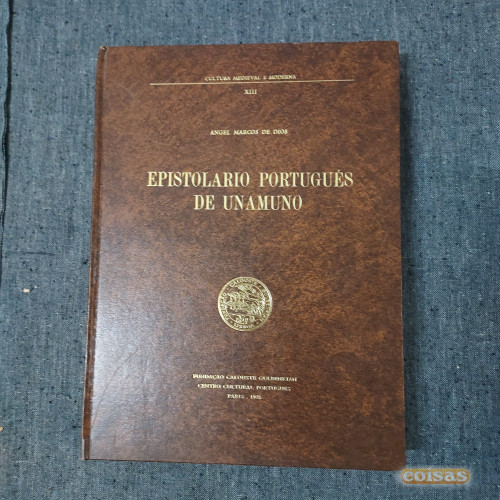 CULTURA MEDIEVAL E MODERNA
XIII
ANGEL MARCOS DE DIOS
EPISTOLARIO PORTUGUÊS
DE UNAMUNO
FUNDAÇÃO CALOUSTE GULBENKIAN
CENTRO CULTURAL PORTUGUÊS
PARIS
coisas